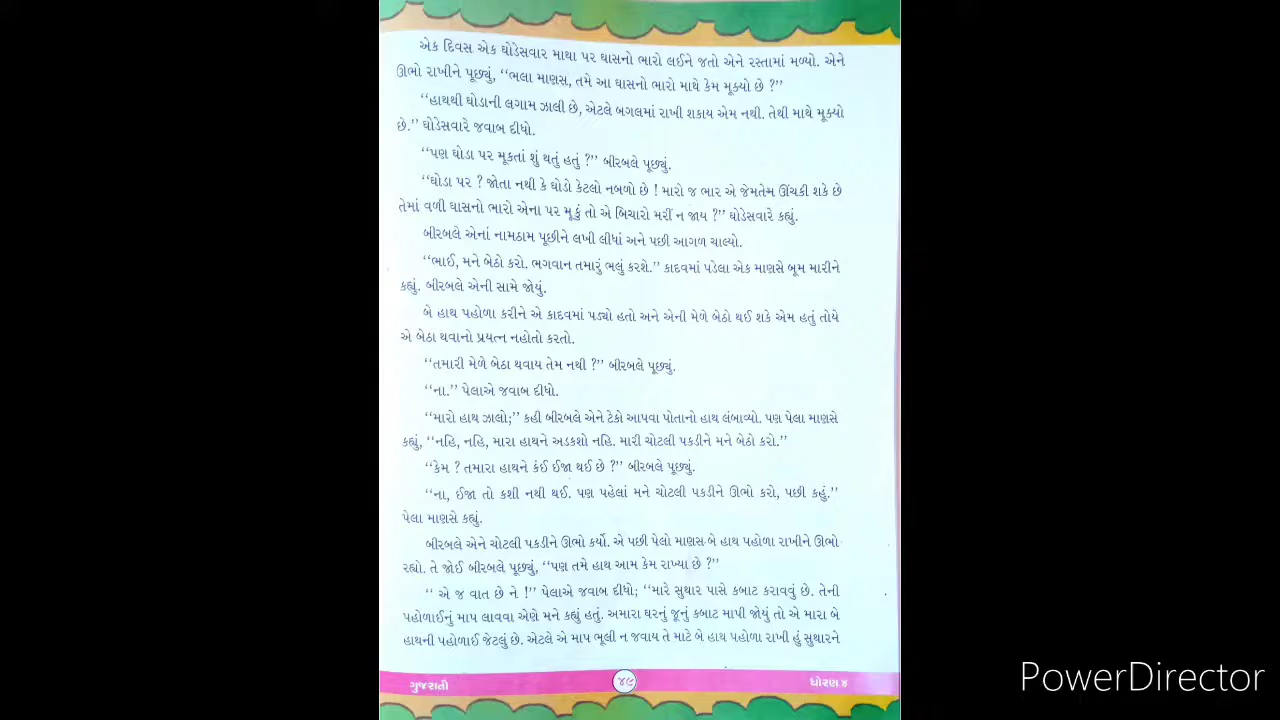 એક દિવસ એક ઘોડેસવાર માથા પર ઘાસનો ભારો લઈને જતો એને રસ્તામાં મળ્યો. એને
ઊભો રાખીને પૂછ્યું, ‘‘ભલા માણસ, તમે આ ઘાસનો ભારો માથે કેમ મૂક્યો છે ?’’
‘‘હાથથી ઘોડાની લગામ ઝાલી છે, એટલે બગલમાં રાખી શકાય એમ નથી. તેથી માથે મૂક્યો
છે.’’ ઘોડેસવારે જવાબ દીધો.
‘‘પણ ઘોડા પર મૂકતાં શું થતું હતું ?’’ બીરબલે પૂછ્યું.
‘‘ઘોડા પર ? જોતા નથી કે ઘોડો કેટલો નબળો છે ! મારો જ ભાર એ જેમતેમ ઊંચકી શકે છે
તેમાં વળી ઘાસનો ભારો એના પર મૂકું તો એ બિચારો મરી ન જાય ?’’ ઘોડેસવારે કહ્યું.
બીરબલે એનાં નામઠામ પૂછીને લખી લીધાં અને પછી આગળ ચાલ્યો.
‘‘ભાઈ, મને બેઠો કરો. ભગવાન તમારું ભલું કરશે.’’ કાદવમાં પડેલા એક માણસે બૂમ મારીને
કહ્યું. બીરબલે એની સામે જોયું.
બે હાથ પહોળા કરીને એ કાદવમાં પડ્યો હતો અને એની મેળે બેઠો થઈ શકે એમ હતું તોયે
એ બેઠા થવાનો પ્રયત્ન નહોતો કરતો.
‘‘તમારી મેળે બેઠા થવાય તેમ નથી ?’’ બીરબલે પૂછ્યું.
‘‘ના.’’ પેલાએ જવાબ દીધો.
‘‘મારો હાથ ઝાલો;’’ કહી બીરબલે એને ટેકો આપવા પોતાનો હાથ લંબાવ્યો. પણ પેલા માણસે
કહ્યું, ‘‘નહિ, નહિ, મારા હાથને અડકશો નહિ. મારી ચોટલી પકડીને મને બેઠો કરો.’’
‘‘કેમ ? તમારા હાથને કંઈ ઈજા થઈ છે ?’’ બીરબલે પૂછ્યું.
‘‘ના, ઈજા તો કશી નથી થઈ. પણ પહેલાં મને ચોટલી પકડીને ઊભો કરો, પછી કહું.’’
પેલા માણસે કહ્યું.
બીરબલે એને ચોટલી પકડીને ઊભો કર્યો. એ પછી પેલો માણસ બે હાથ પહોળા રાખીને ઊભો
રહ્યો. તે જોઈ બીરબલે પૂછ્યું, ‘‘પણ તમે હાથ આમ કેમ રાખ્યા છે ?’’
‘‘ એ જ વાત છે ને !’’ પેલાએ જવાબ દીધો; ‘‘મારે સુથાર પાસે કબાટ કરાવવું છે. તેની
પહોળાઈનું માપ લાવવા એણે મને કહ્યું હતું. અમારા ઘરનું જૂનું કબાટ માપી જોયું તો એ મારા બે
હાથની પહોળાઈ જેટલું છે. એટલે એ માપ ભૂલી ન જવાય તે માટે બે હાથ પહોળા રાખી હું સુથારને
ગુજરાતી ૪૯ ધોરણ ૪
PowerDirector